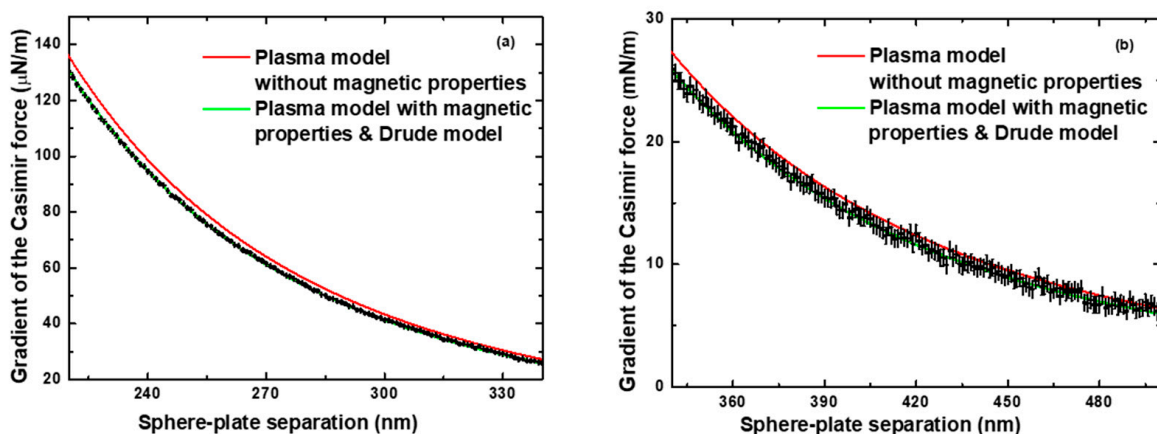 Gradient of the Casimir force (μN/m)
140
120
100
80
60
40
20
(a)
Plasma model
without magnetic properties
Plasma model with magnetic
properties & Drude model
240
270
300
330
Sphere-plate separation (nm)
Gradient of the Casimir force (mN/m)
30
20
10
0
(b)
Plasma model
without magnetic properties
Plasma model with magnetic
properties & Drude model
360
390
420
450
480
Sphere-plate separation (nm)